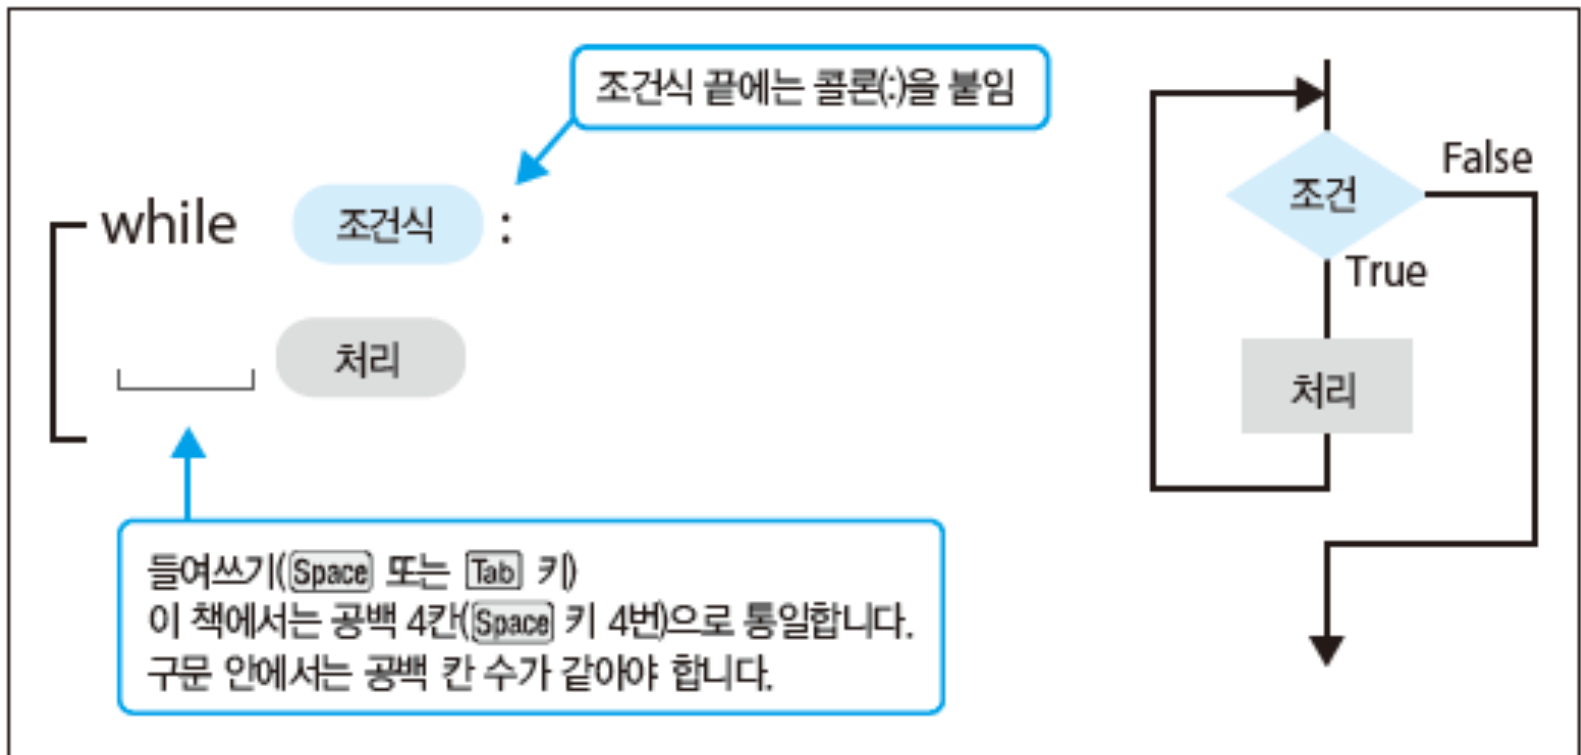 조건식 끝에는 콜론(:)을 붙임
while 조건식 :
처리
들여쓰기(Space 또는 Tab 키)
이 책에서는 공백 4칸(Space 키 4번)으로 통일합니다.
구문 안에서는 공백 칸 수가 같아야 합니다.
조건
False
True
처리